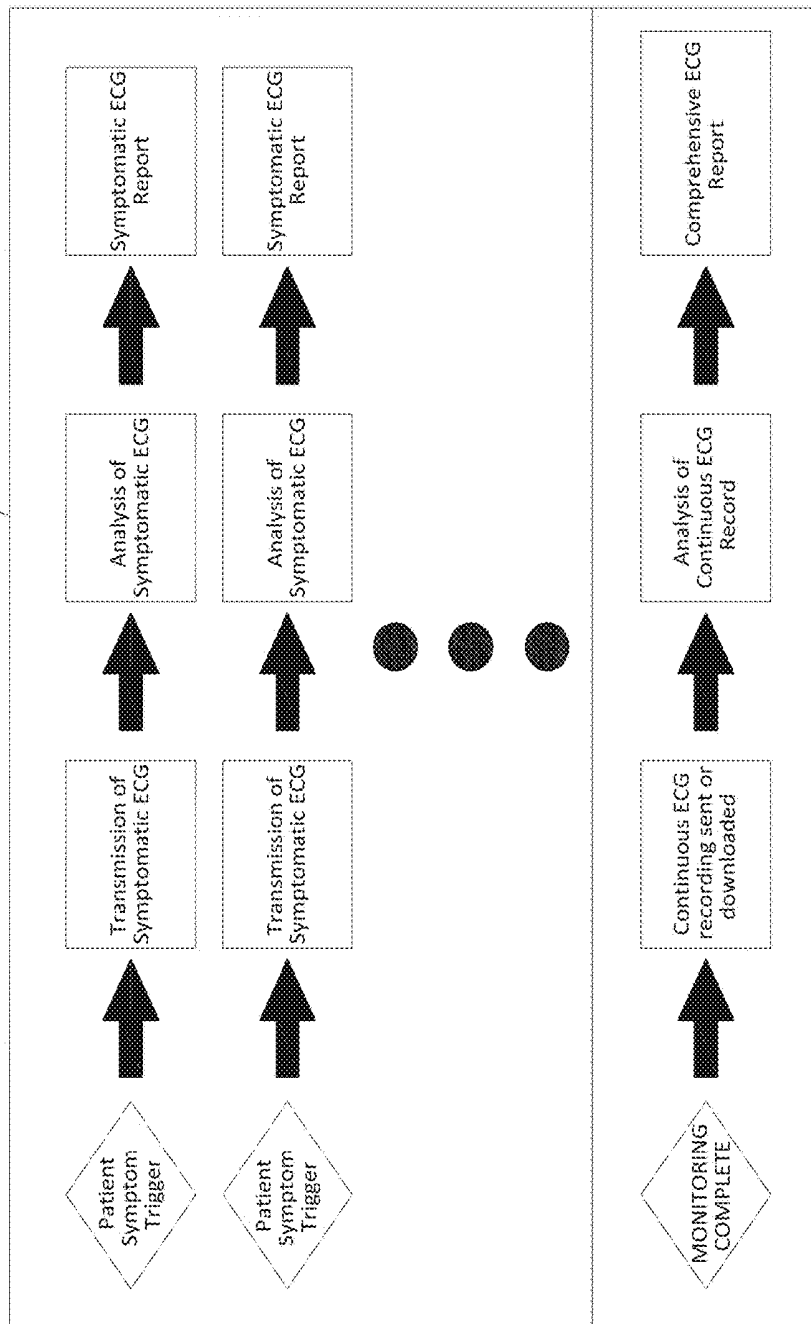 Patient
Symptom
Trigger
Transmission of
Symptomatic ECG
Analysis of
Symptomatic ECG
Symptomatic ECG
Report
Patient
Symptom
Trigger
Transmission of
Symptomatic ECG
Analysis of
Symptomatic ECG
Symptomatic ECG
Report
MONITORING
COMPLETE
Continuous ECG
recording sent or
downloaded
Analysis of
Continuous ECG
Record
Comprehensive ECG
Report